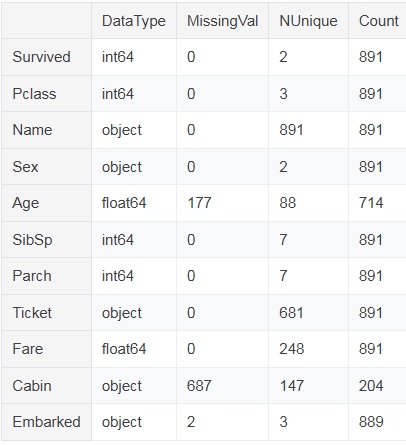 DataType MissingVal NUnique Count
Survived int64 0 2 891
Pclass int64 0 3 891
Name object 0 891 891
Sex object 0 2 891
Age float64 177 88 714
SibSp int64 0 7 891
Parch int64 0 7 891
Ticket object 0 681 891
Fare float64 0 248 891
Cabin object 687 147 204
Embarked object 2 3 889